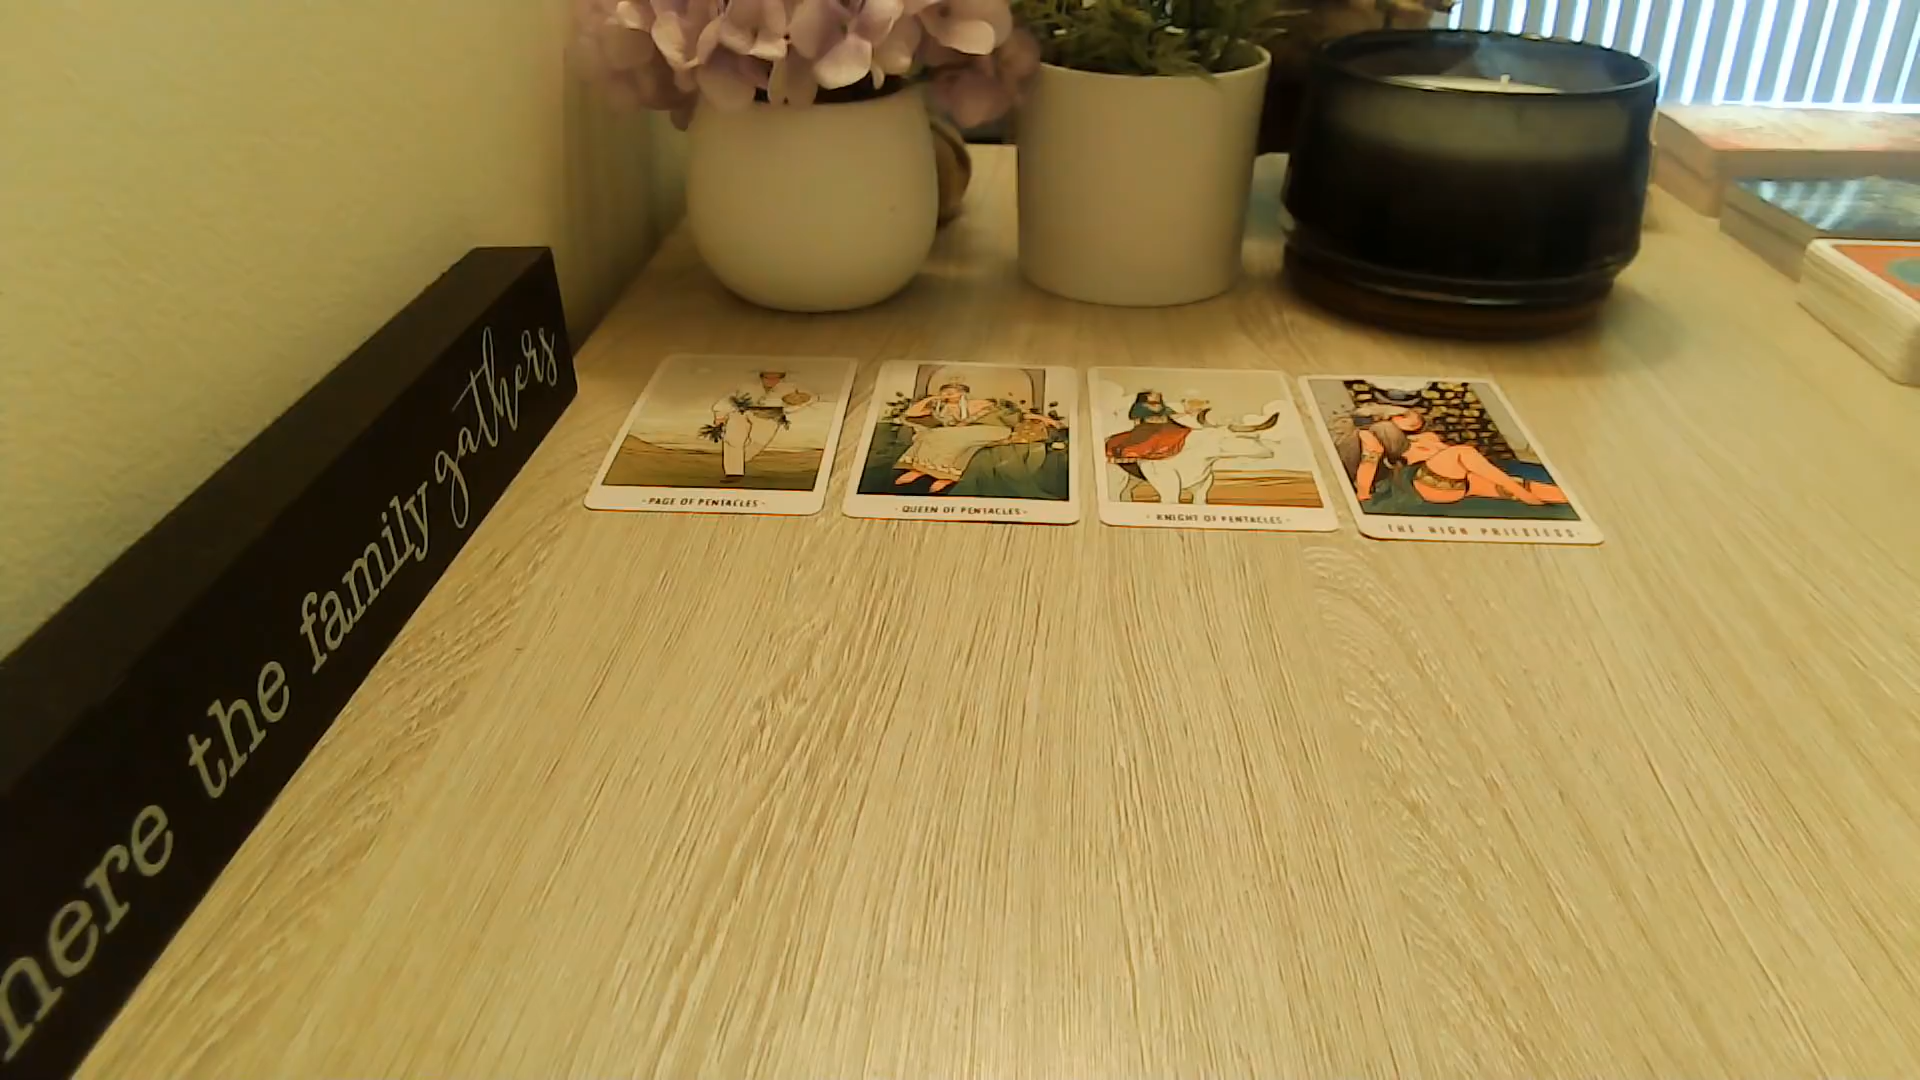 here the family gathers
· PAGE OF PENTACLES ·
· QUEEN OF PENTACLES ·
· KNIGHT OF PENTACLES ·
· THE HIGH PRIESTESS ·